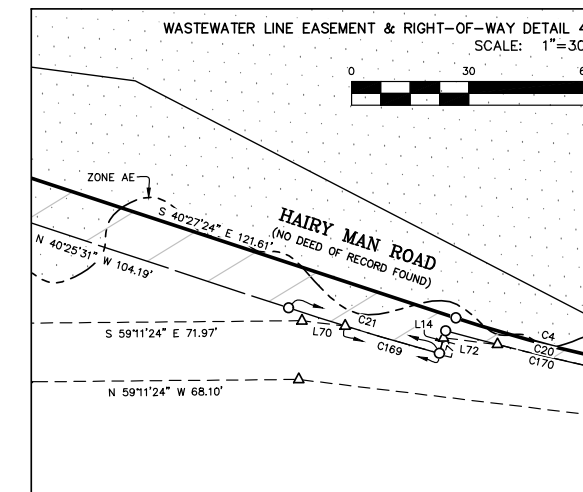 WASTEWATER LINE EASEMENT & RIGHT-OF-WAY DETAIL 4
SCALE: 1"=30
0 30 6
ZONE AE
S 40°27'24" E 121.61'
HAIRY MAN ROAD
(NO DEED OF RECORD FOUND)
N 40°25'31" W 104.19'
S 59°11'24" E 71.97'
L70
C21
C169
L14
L72
C4
C20
C170
N 59°11'24" W 68.10'